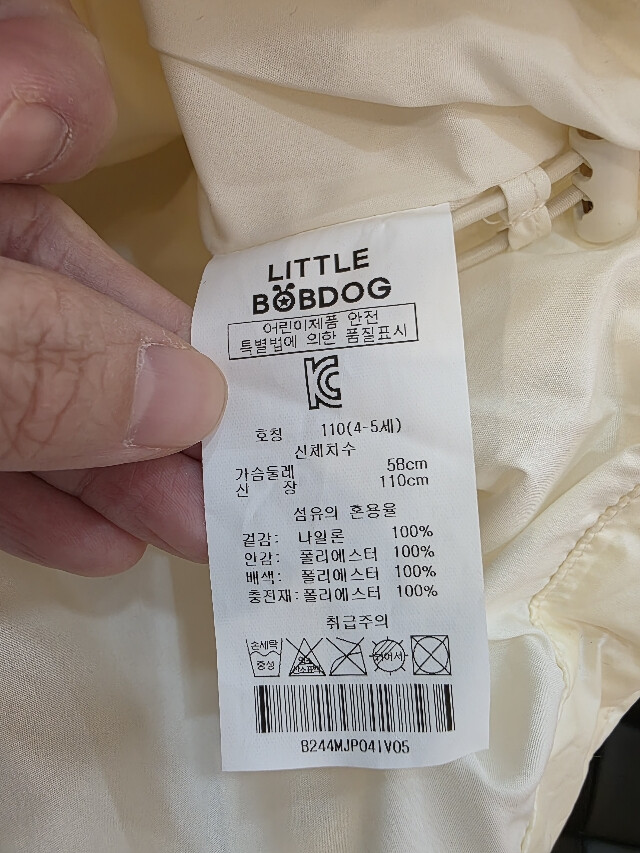 LITTLE
BOBDOG
어린이제품 안전
특별법에 의한 품질표시
호칭 110(4-5세)
신체치수
가슴둘레 58cm
신 장 110cm
섬유의 혼용율
겉감: 나일론 100%
안감: 폴리에스터 100%
배색: 폴리에스터 100%
충전재: 폴리에스터 100%
취급주의
손세탁
중성
B244MJP04IV05